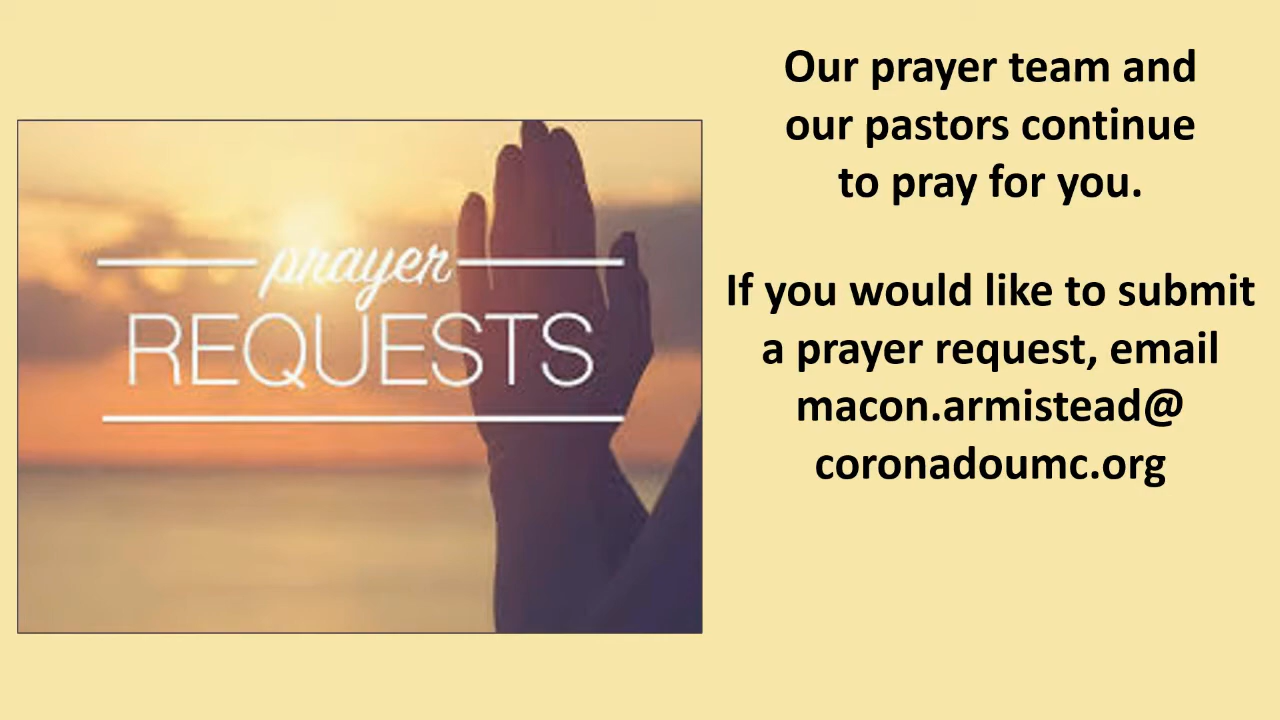 prayer
REQUESTS
Our prayer team and
our pastors continue
to pray for you.
If you would like to submit
a prayer request, email
macon.armistead@
coronadoumc.org